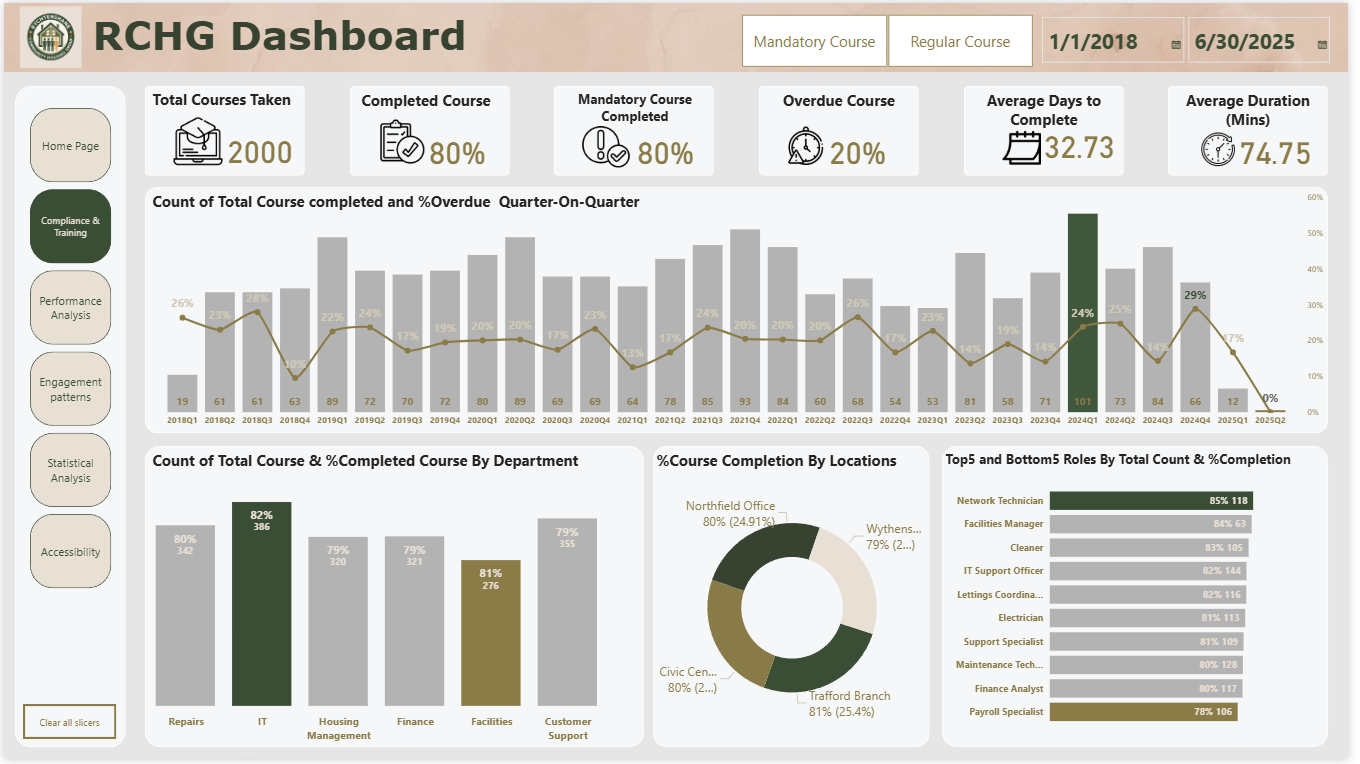 RCHG Dashboard
Mandatory Course
Regular Course
1/1/2018
6/30/2025
Home Page
Compliance &
Training
Performance
Analysis
Engagement
patterns
Statistical
Analysis
Accessibility
Clear all slicers
Total Courses Taken
2000
Completed Course
80%
Mandatory Course
Completed
80%
Overdue Course
20%
Average Days to
Complete
32.73
Average Duration
(Mins)
74.75
Count of Total Course completed and %Overdue Quarter-On-Quarter
60%
50%
40%
30%
20%
10%
0%
26% 23% 28% 10% 22% 24% 17% 19% 20% 20% 17% 23% 13% 17% 24% 20% 20% 20% 26% 17% 23% 14% 19% 14% 24% 25% 14% 29% 17% 0%
19 61 61 63 89 72 70 72 80 89 69 69 64 78 85 93 84 60 68 54 53 81 58 71 101 73 84 66 12
2018Q1 2018Q2 2018Q3 2018Q4 2019Q1 2019Q2 2019Q3 2019Q4 2020Q1 2020Q2 2020Q3 2020Q4 2021Q1 2021Q2 2021Q3 2021Q4 2022Q1 2022Q2 2022Q3 2022Q4 2023Q1 2023Q2 2023Q3 2023Q4 2024Q1 2024Q2 2024Q3 2024Q4 2025Q1 2025Q2
Count of Total Course & %Completed Course By Department
80%
342
82%
386
79%
320
79%
321
81%
276
79%
355
Repairs
IT
Housing
Management
Finance
Facilities
Customer
Support
%Course Completion By Locations
Northfield Office
80% (24.91%)
Wythens...
79% (2...)
Civic Cen...
80% (2...)
Trafford Branch
81% (25.4%)
Top5 and Bottom5 Roles By Total Count & %Completion
Network Technician 85% 118
Facilities Manager 84% 63
Cleaner 83% 105
IT Support Officer 82% 144
Lettings Coordina... 82% 116
Electrician 81% 113
Support Specialist 81% 109
Maintenance Tech... 80% 128
Finance Analyst 80% 117
Payroll Specialist 78% 106